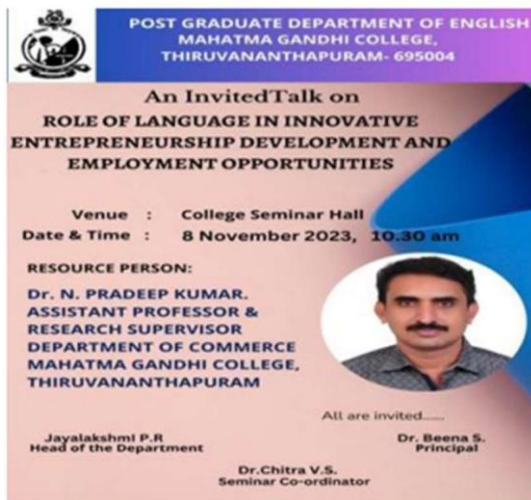 POST GRADUATE DEPARTMENT OF ENGLISH
MAHATMA GANDHI COLLEGE,
THIRUVANANTHAPURAM- 695004
An InvitedTalk on
ROLE OF LANGUAGE IN INNOVATIVE
ENTREPRENEURSHIP DEVELOPMENT AND
EMPLOYMENT OPPORTUNITIES
Venue : College Seminar Hall
Date & Time : 8 November 2023, 10.30 am
RESOURCE PERSON:
Dr. N. PRADEEP KUMAR.
ASSISTANT PROFESSOR &
RESEARCH SUPERVISOR
DEPARTMENT OF COMMERCE
MAHATMA GANDHI COLLEGE,
THIRUVANANTHAPURAM
All are invited......
Jayalakshmi P.R
Head of the Department
Dr. Beena S.
Principal
Dr.Chitra V.S.
Seminar Co-ordinator